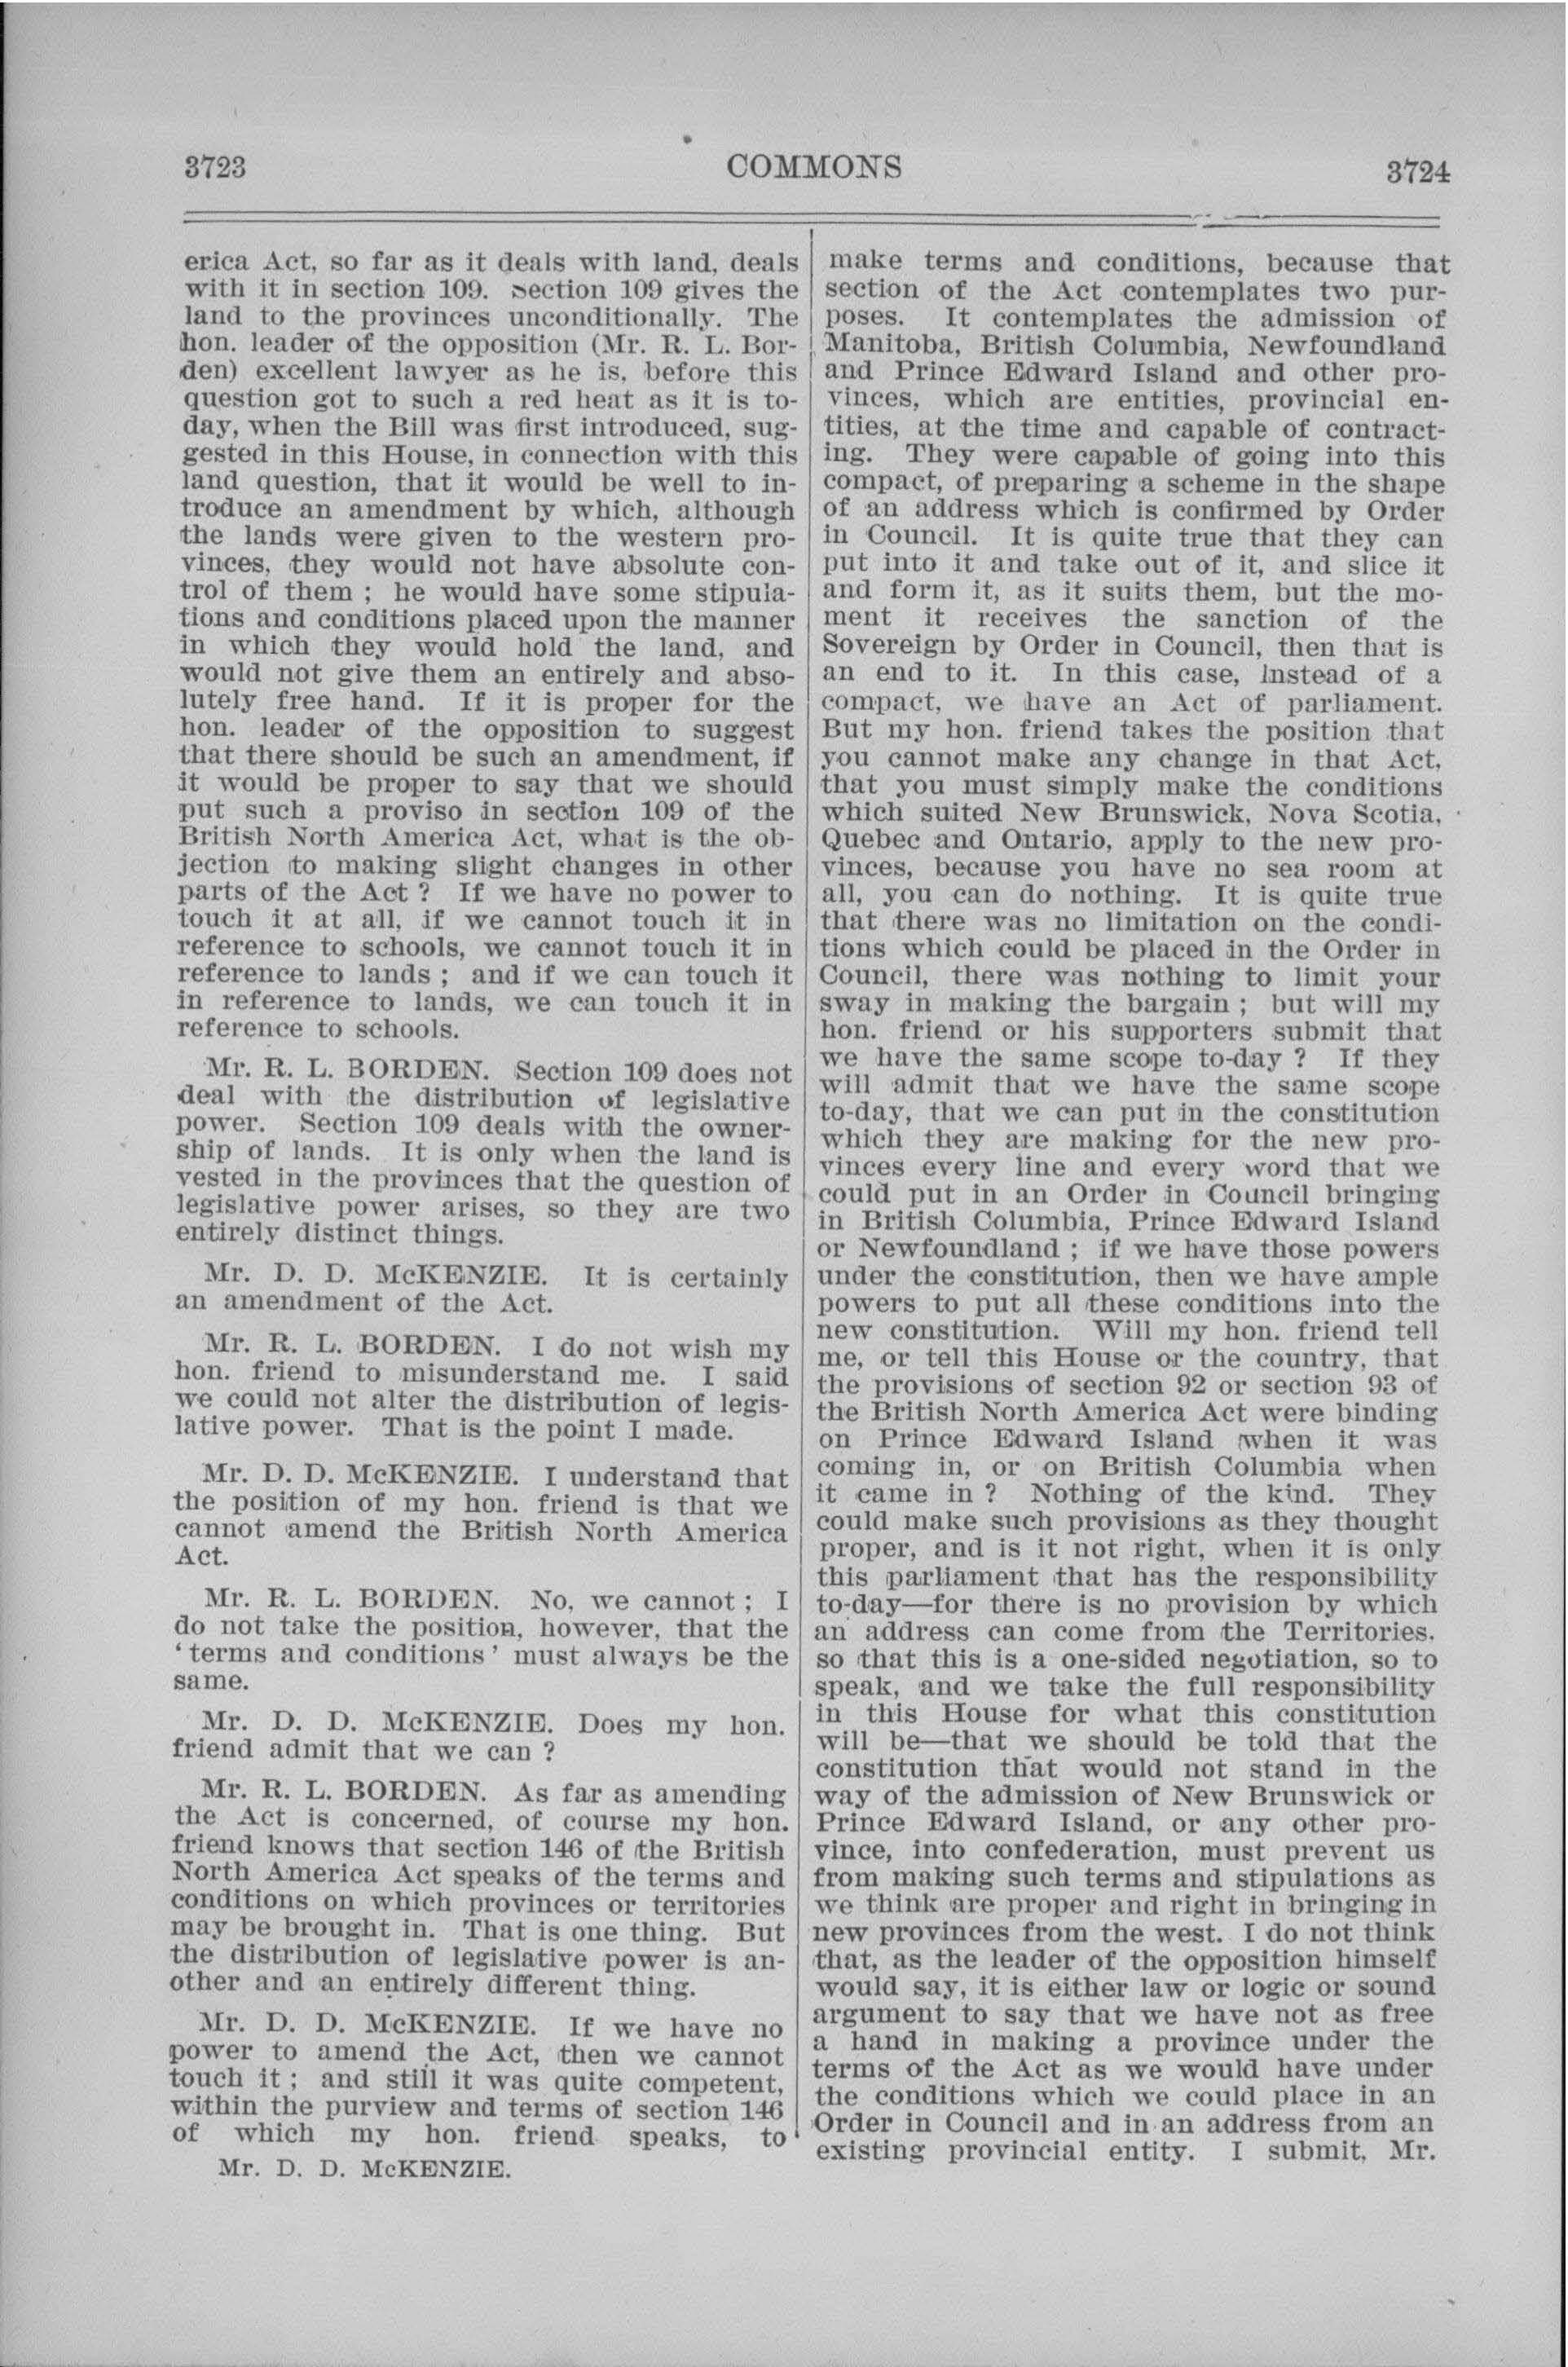 3723
COMMONS
3724
erica Act, so far as it deals with land, deals
with it in section 109. section 109 gives the
land to the provinces unconditionally. The
hon. leader of the opposition (Mr. R. L. Bor-
den) excellent lawyer as he is, before this
question got to such a red heat as it is to-
day, when the Bill was first introduced, sug-
gested in this House, in connection with this
land question, that it would be well to in-
troduce an amendment by which, although
the lands were given to the western pro-
vinces, they would not have absolute con-
trol of them ; he would have some stipula-
tions and conditions placed upon the manner
in which they would hold the land, and
would not give them an entirely and abso-
lutely free hand. If it is proper for the
hon. leader of the opposition to suggest
that there should be such an amendment, if
it would be proper to say that we should
put such a proviso in section 109 of the
British North America Act, what is the ob-
jection to making slight changes in other
parts of the Act ? If we have no power to
touch it at all, if we cannot touch it in
reference to schools, we cannot touch it in
reference to lands ; and if we can touch it
in reference to lands, we can touch it in
reference to schools.
Mr. R. L. BORDEN. Section 109 does not
deal with the distribution of legislative
power. Section 109 deals with the owner-
ship of lands. It is only when the land is
vested in the provinces that the question of
legislative power arises, so they are two
entirely distinct things.
Mr. D. D. McKENZIE. It is certainly
an amendment of the Act.
Mr. R. L. BORDEN. I do not wish my
hon. friend to misunderstand me. I said
we could not alter the distribution of legis-
lative power. That is the point I made.
Mr. D. D. McKENZIE. I understand that
the position of my hon. friend is that we
cannot amend the British North America
Act.
Mr. R. L. BORDEN. No, we cannot ; I
do not take the position, however, that the
‘ terms and conditions ’ must always be the
same.
Mr. D. D. McKENZIE. Does my hon.
friend admit that we can ?
Mr. R. L. BORDEN. As far as amending
the Act is concerned, of course my hon.
friend knows that section 146 of the British
North America Act speaks of the terms and
conditions on which provinces or territories
may be brought in. That is one thing. But
the distribution of legislative power is an-
other and an entirely different thing.
Mr. D. D. McKENZIE. If we have no
power to amend the Act, then we cannot
touch it ; and still it was quite competent,
within the purview and terms of section 146
of which my hon. friend speaks, to
Mr. D. D. McKENZIE.
make terms and conditions, because that
section of the Act contemplates two pur-
poses. It contemplates the admission of
Manitoba, British Columbia, Newfoundland
and Prince Edward Island and other pro-
vinces, which are entities, provincial en-
tities, at the time and capable of contract-
ing. They were capable of going into this
compact, of preparing a scheme in the shape
of an address which is confirmed by Order
in Council. It is quite true that they can
put into it and take out of it, and slice it
and form it, as it suits them, but the mo-
ment it receives the sanction of the
Sovereign by Order in Council, then that is
an end to it. In this case, instead of a
compact, we have an Act of parliament.
But my hon. friend takes the position that
you cannot make any change in that Act,
that you must simply make the conditions
which suited New Brunswick, Nova Scotia,
Quebec and Ontario, apply to the new pro-
vinces, because you have no sea room at
all, you can do nothing. It is quite true
that there was no limitation on the condi-
tions which could be placed in the Order in
Council, there was nothing to limit your
sway in making the bargain ; but will my
hon. friend or his supporters submit that
we have the same scope to-day ? If they
will admit that we have the same scope
to-day, that we can put in the constitution
which they are making for the new pro-
vinces every line and every word that we
could put in an Order in Council bringing
in British Columbia, Prince Edward Island
or Newfoundland ; if we have those powers
under the constitution, then we have ample
powers to put all these conditions into the
new constitution. Will my hon. friend tell
me, or tell this House or the country, that
the provisions of section 92 or section 93 of
the British North America Act were binding
on Prince Edward Island when it was
coming in, or on British Columbia when
it came in ? Nothing of the kind. They
could make such provisions as they thought
proper, and is it not right, when it is only
this parliament that has the responsibility
to-day—for there is no provision by which
an address can come from the Territories.
so that this is a one-sided negotiation, so to
speak, and we take the full responsibility
in this House for what this constitution
will be—that we should be told that the
constitution that would not stand in the
way of the admission of New Brunswick or
Prince Edward Island, or any other pro-
vince, into confederation, must prevent us
from making such terms and stipulations as
we think are proper and right in bringing in
new provinces from the west. I do not think
that, as the leader of the opposition himself
would say, it is either law or logic or sound
argument to say that we have not as free
a hand in making a province under the
terms of the Act as we would have under
the conditions which we could place in an
Order in Council and in an address from an
existing provincial entity. I submit, Mr.